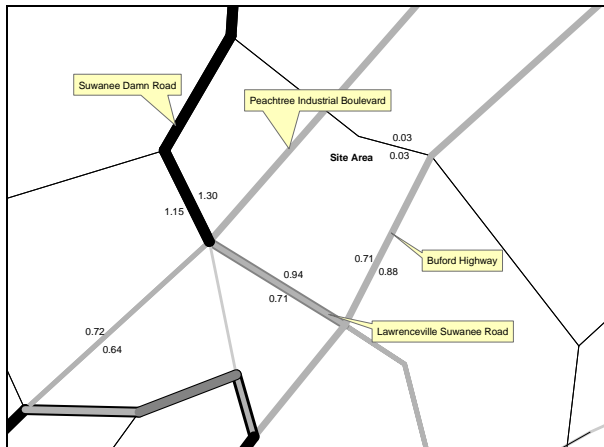 Suwanee Damn Road
Peachtree Industrial Boulevard
0.03
0.03
Site Area
1.30
1.15
Buford Highway
0.71
0.88
0.94
0.71
Lawrenceville Suwanee Road
0.72
0.64